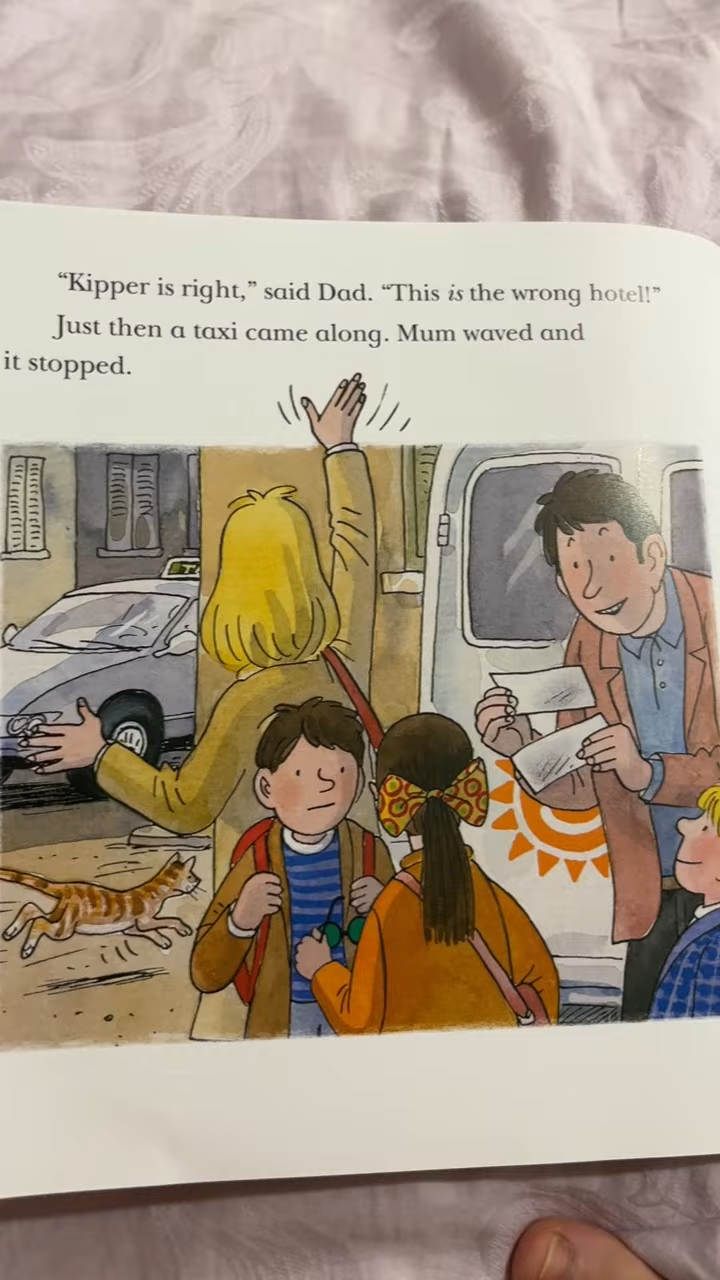 “Kipper is right,” said Dad. “This is the wrong hotel!”
Just then a taxi came along. Mum waved and
it stopped.